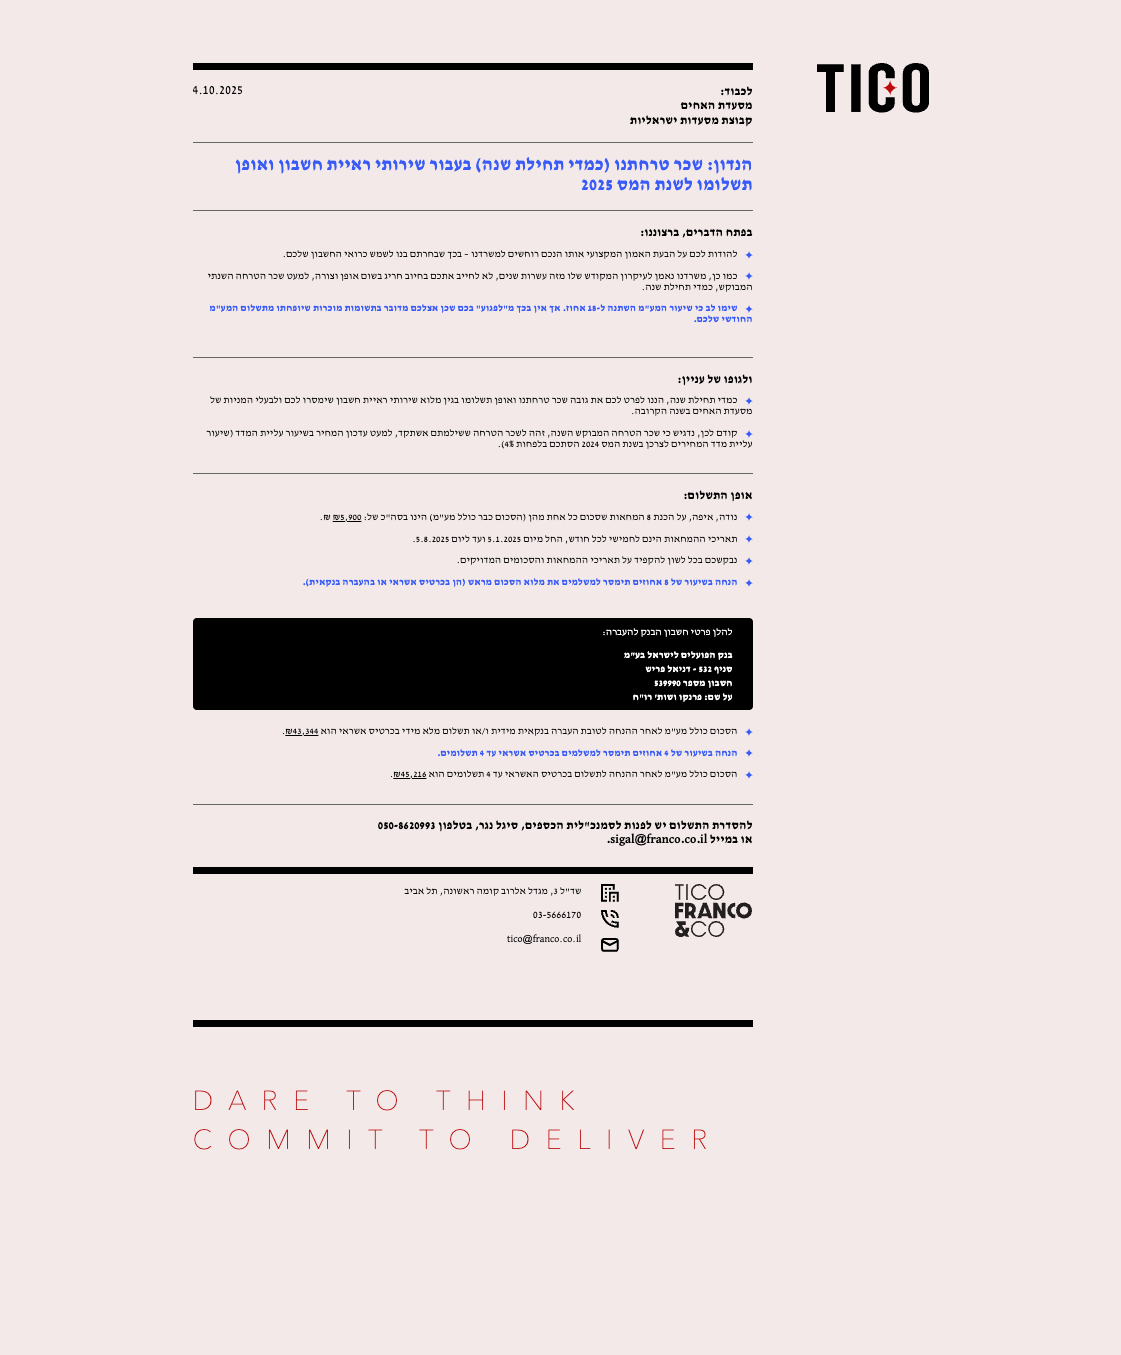 TICO
4.10.2025
לכבוד:
מסעדת האחים
קבוצת מסעדות ישראליות
הנדון: שכר טרחתנו (כמדי תחילת שנה) בעבור שירותי ראיית חשבון ואופן
תשלומו לשנת המס 2025
בפתח הדברים, ברצוננו:
להודות לכם על הבעת האמון המקצועי אותו הנכם רוחשים למשרדנו - בכך שבחרתם בנו לשמש כרואי החשבון שלכם.
כמו כן, משרדנו נאמן לעיקרון המקודש שלו מזה עשרות שנים, לא לחייב אתכם בחיוב חריג בשום אופן וצורה, למעט שכר הטרחה השנתי
המבוקש, כמדי תחילת שנה.
שימו לב כי שיעור המע"מ השתנה ל-18 אחוז. אך אין בכך מ"לפגוע" בכם שכן אצלכם מדובר בתשומות מוכרות שיופחתו מתשלום המע"מ
החודשי שלכם.
ולגופו של עניין:
כמדי תחילת שנה, הננו לפרט לכם את גובה שכר טרחתנו ואופן תשלומו בגין מלוא שירותי ראיית חשבון שימסרו לכם ולבעלי המניות של
מסעדת האחים בשנה הקרובה.
קודם לכן, נדגיש כי שכר הטרחה המבוקש השנה, זהה לשכר הטרחה ששילמתם אשתקד, למעט עדכון המחיר בשיעור עליית המדד (שיעור
עליית מדד המחירים לצרכן בשנת המס 2024 הסתכם בלפחות 4%).
אופן התשלום:
נודה, איפה, על הכנת 8 המחאות שסכום כל אחת מהן (הסכום כבר כולל מע"מ) הינו בסה"כ של: ₪5,900 ₪.
תאריכי ההמחאות הינם לחמישי לכל חודש, החל מיום 5.1.2025 ועד ליום 5.8.2025.
נבקשכם בכל לשון להקפיד על תאריכי ההמחאות והסכומים המדויקים.
הנחה בשיעור של 8 אחוזים תימסר למשלמים את מלוא הסכום מראש (הן בכרטיס אשראי או בהעברה בנקאית).
להלן פרטי חשבון הבנק להעברה:
בנק הפועלים לישראל בע"מ
סניף 532 - דניאל פריש
חשבון מספר 539990
על שם: פרנקו ושות' רו"ח
הסכום כולל מע"מ לאחר ההנחה לטובת העברה בנקאית מידית ו/או תשלום מלא מידי בכרטיס אשראי הוא ₪43,344.
הנחה בשיעור של 4 אחוזים תימסר למשלמים בכרטיס אשראי עד 4 תשלומים.
הסכום כולל מע"מ לאחר ההנחה לתשלום בכרטיס האשראי עד 4 תשלומים הוא ₪45,216.
להסדרת התשלום יש לפנות לסמנכ"לית הכספים, סיגל נגר, בטלפון 050-8620993
או במייל sigal@franco.co.il.
TICO
FRANCO
&CO
שד"ל 3, מגדל אלרוב קומה ראשונה, תל אביב
03-5666170
tico@franco.co.il
DARE TO THINK
COMMIT TO DELIVER